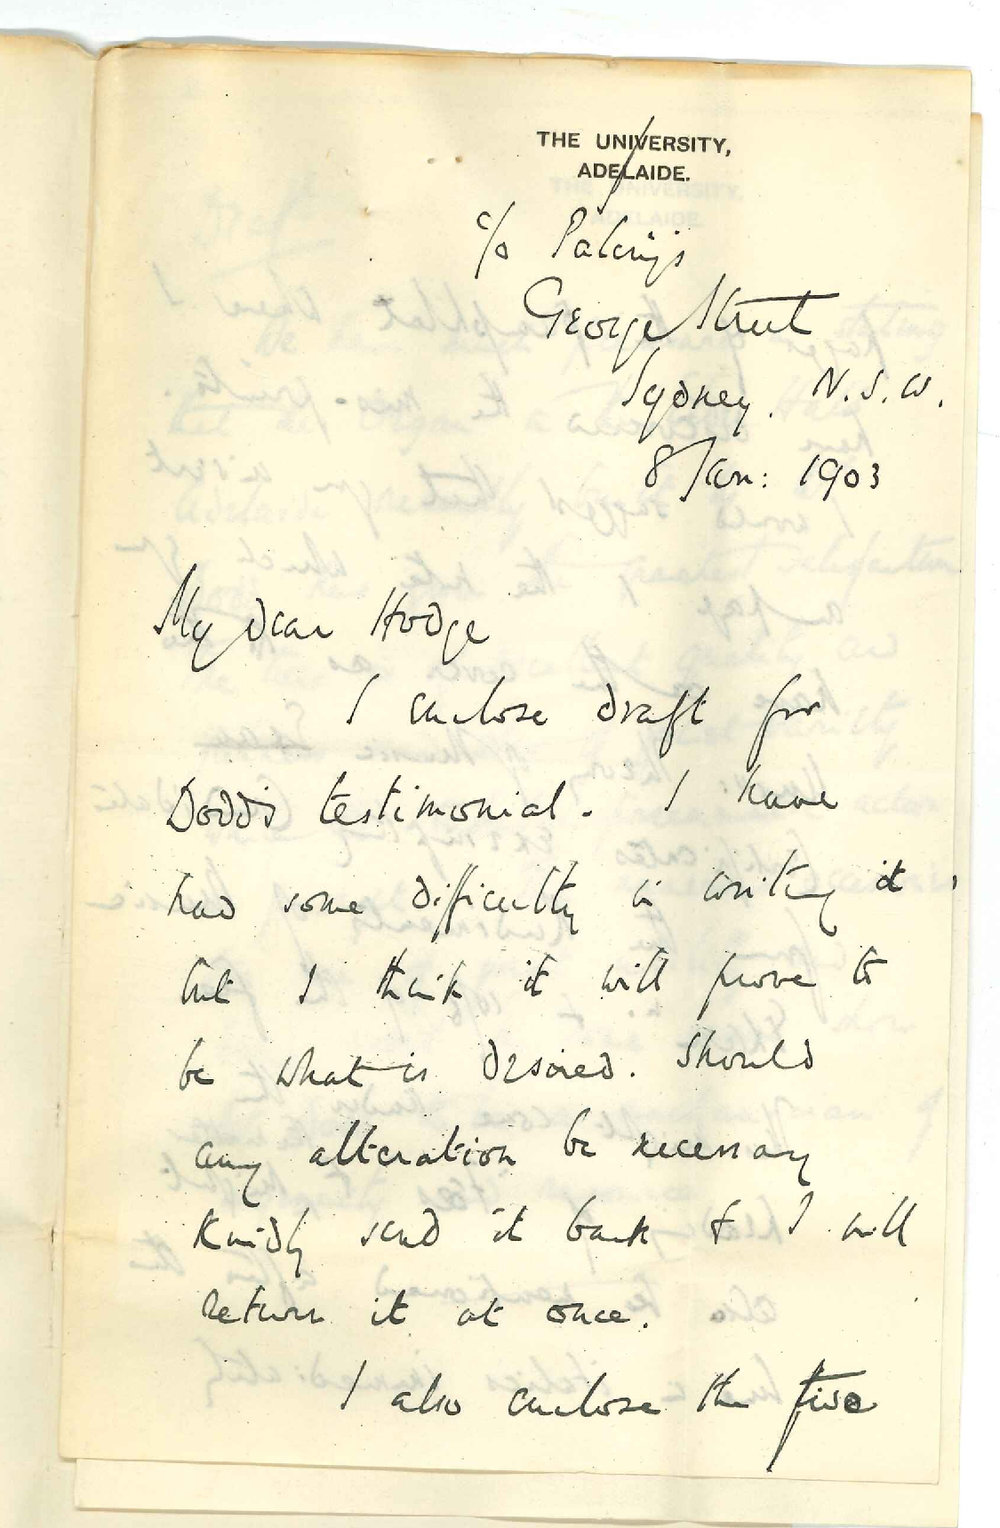 THE UNIVERSITY,
ADELAIDE.
c/o Paling's
George Street
Sydney. N.S.W.
8 Jan: 1903
My dear Hodge
I enclose draft for
Dodd's testimonial. I have
had some difficulty in writing it,
but I think it will prove to
be what is desired. Should
any alteration be necessary
kindly send it back & I will
return it at once.
I also enclose the